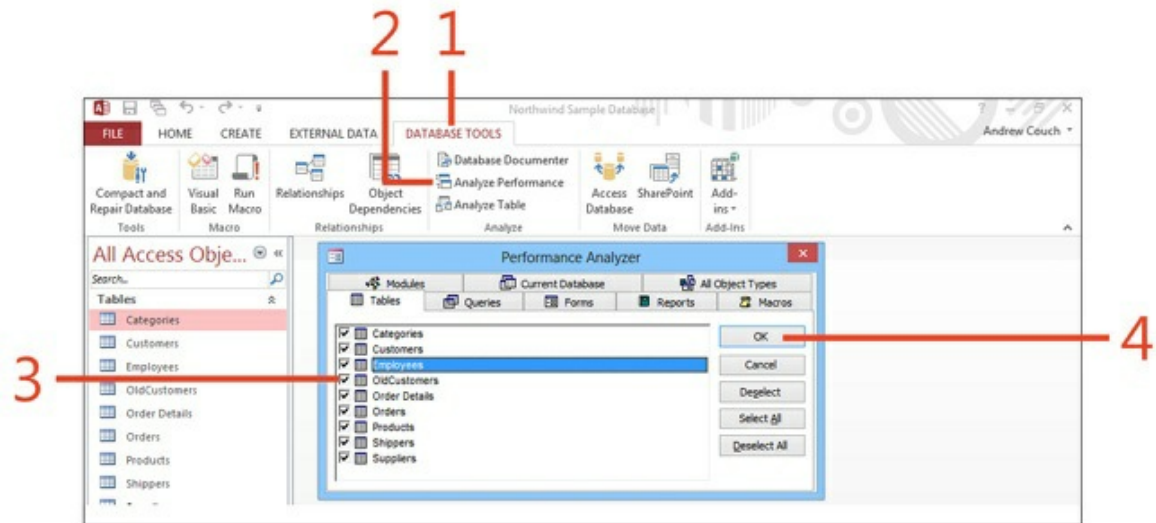 2 1
Northwind Sample Database
FILE HOME CREATE EXTERNAL DATA DATABASE TOOLS Andrew Couch
Compact and Repair Database
Visual Basic
Run Macro
Relationships
Object Dependencies
Database Documenter
Analyze Performance
Analyze Table
Access Database
SharePoint
Add-ins
Tools Macro Relationships Analyze Move Data Add-Ins
All Access Obje...
Search...
Tables
Categories
Customers
Employees
OldCustomers
Order Details
Orders
Products
Shippers
Performance Analyzer
Modules Current Database All Object Types
Tables Queries Forms Reports Macros
Categories
Customers
Employees
OldCustomers
Order Details
Orders
Products
Shippers
Suppliers
OK
Cancel
Deselect
Select All
Deselect All
3
4